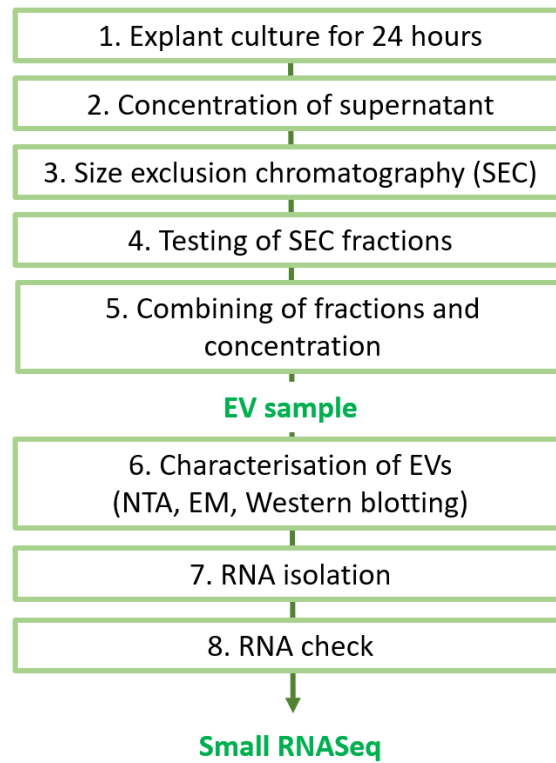 1. Explant culture for 24 hours
2. Concentration of supernatant
3. Size exclusion chromatography (SEC)
4. Testing of SEC fractions
5. Combining of fractions and
concentration
EV sample
6. Characterisation of EVs
(NTA, EM, Western blotting)
7. RNA isolation
8. RNA check
Small RNASeq